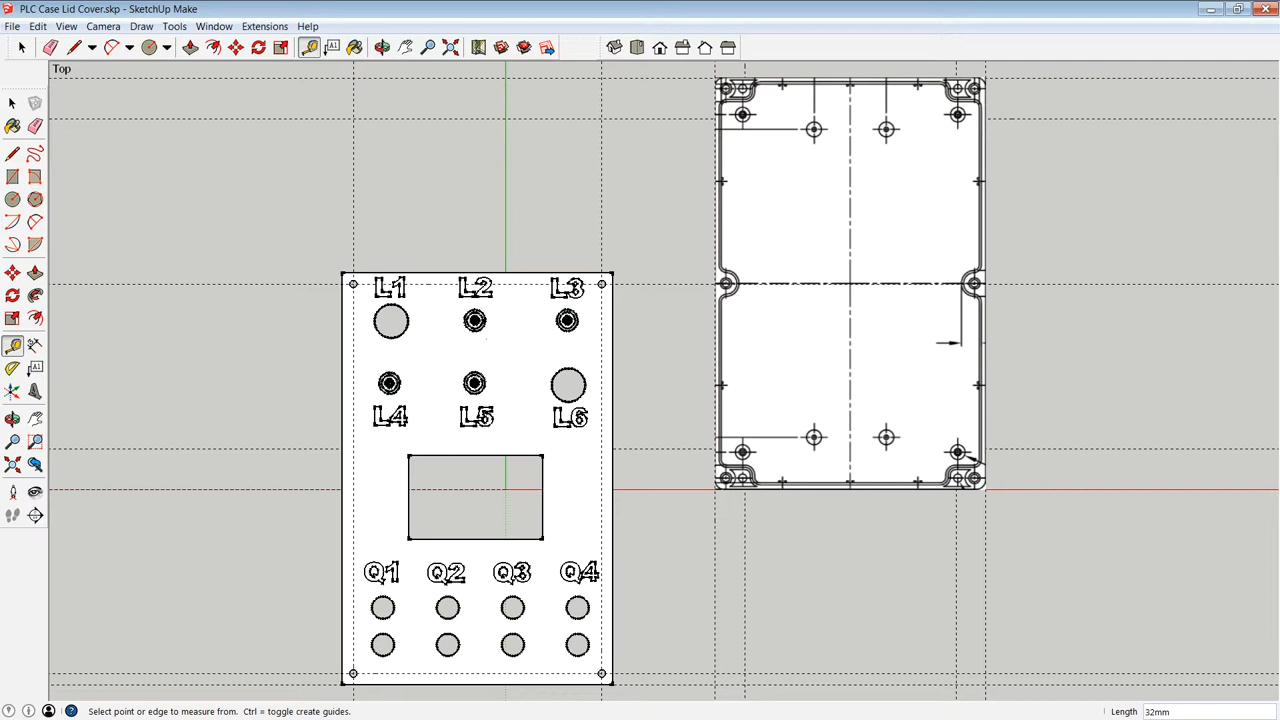 PLC Case Lid Cover.skp - SketchUp Make
File Edit View Camera Draw Tools Window Extensions Help
A1
Top
L1 L2 L3
A1
L4 L5 L6
Q1 Q2 Q3 Q4
Select point or edge to measure from. Ctrl = toggle create guides. Length 32mm